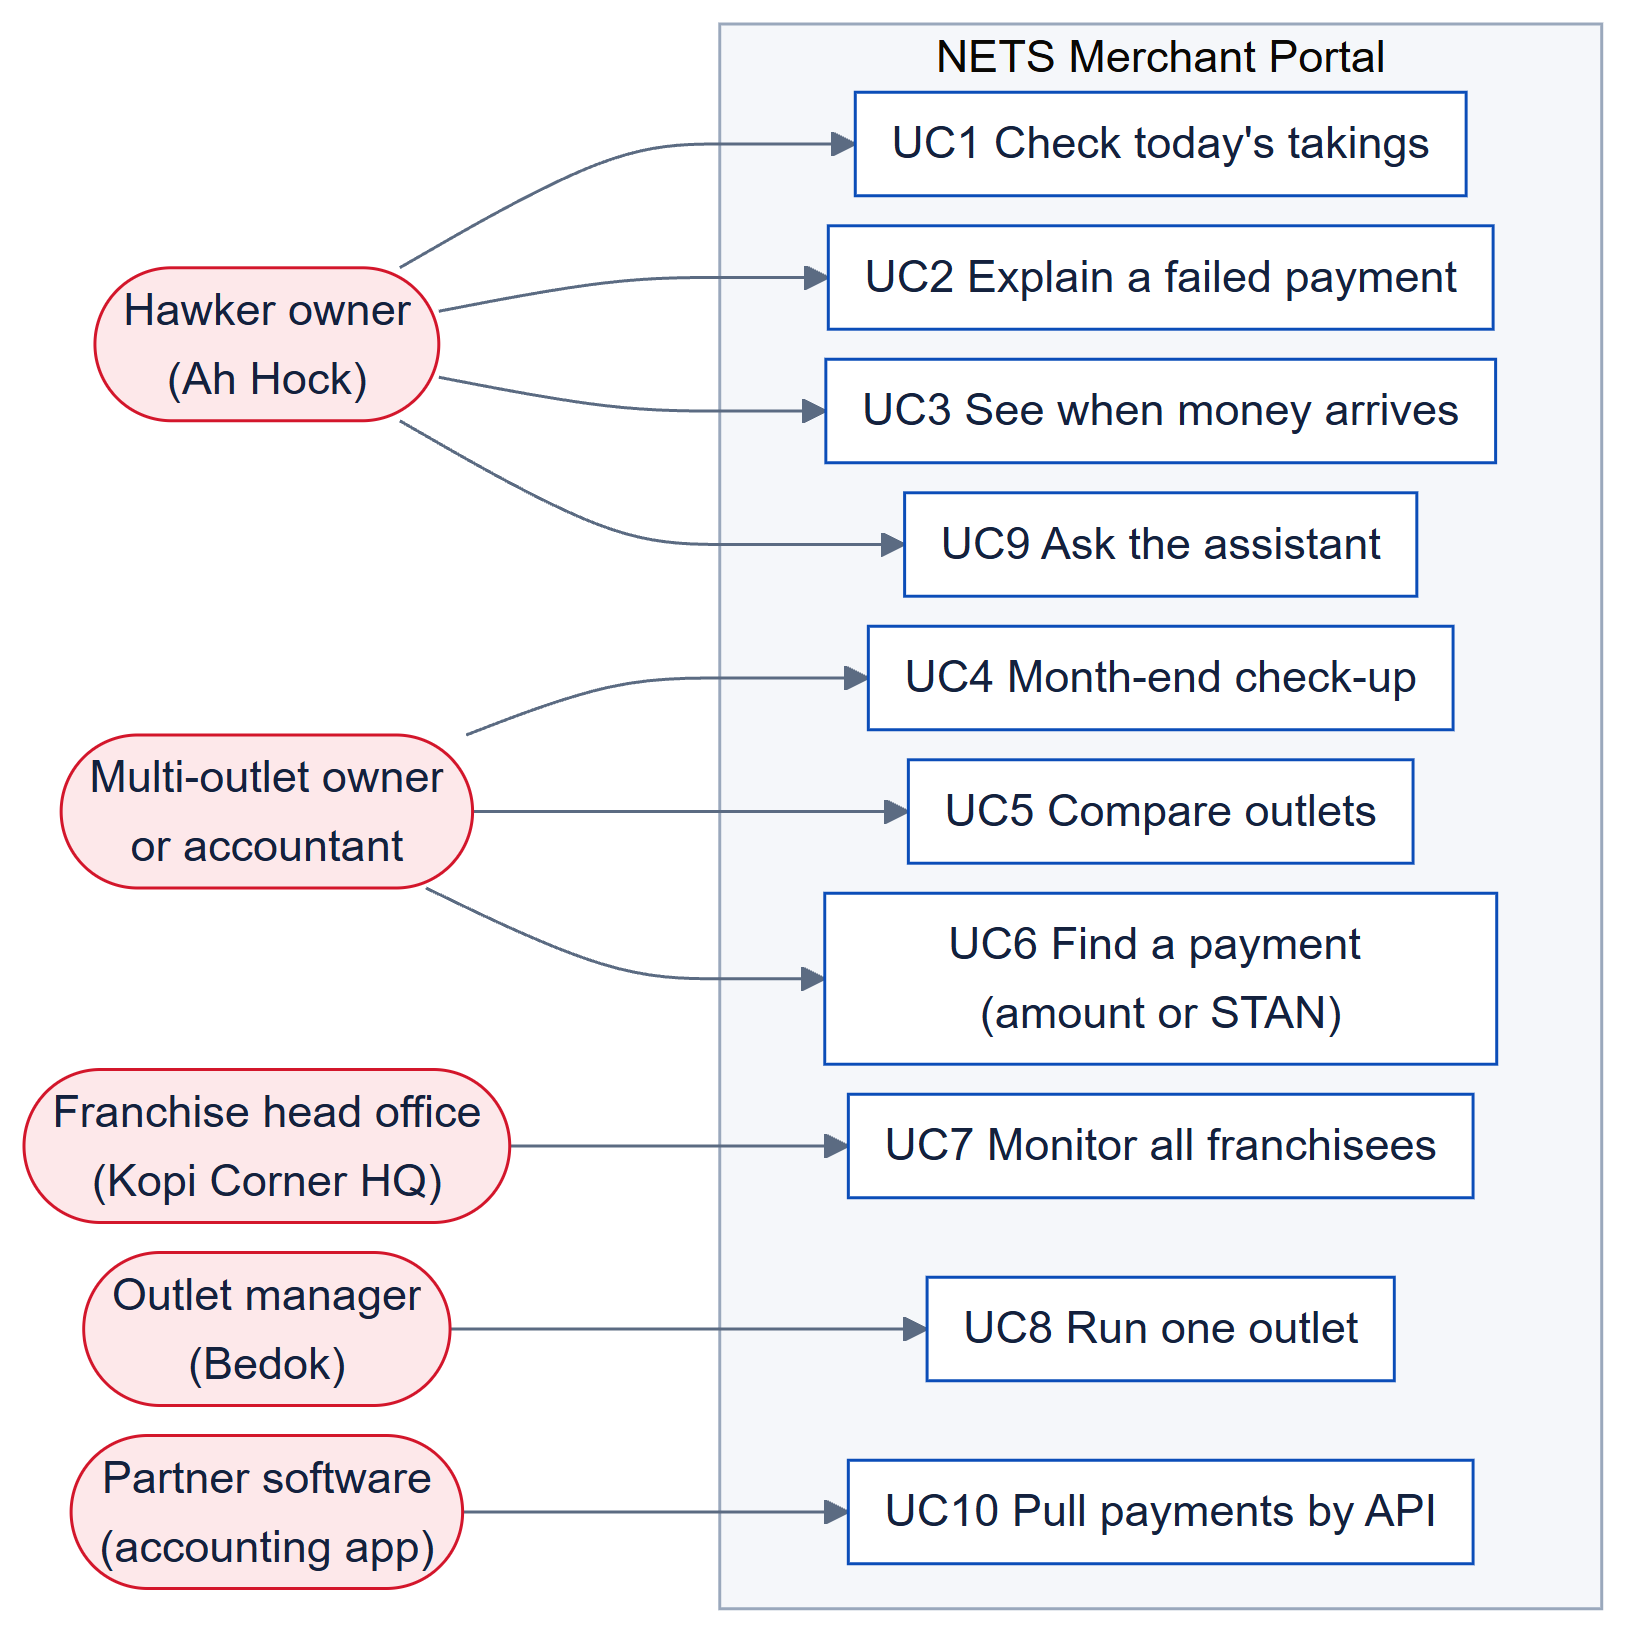 NETS Merchant Portal
Hawker owner
(Ah Hock)
UC1 Check today's takings
UC2 Explain a failed payment
UC3 See when money arrives
UC9 Ask the assistant
Multi-outlet owner
or accountant
UC4 Month-end check-up
UC5 Compare outlets
UC6 Find a payment
(amount or STAN)
Franchise head office
(Kopi Corner HQ)
UC7 Monitor all franchisees
Outlet manager
(Bedok)
UC8 Run one outlet
Partner software
(accounting app)
UC10 Pull payments by API